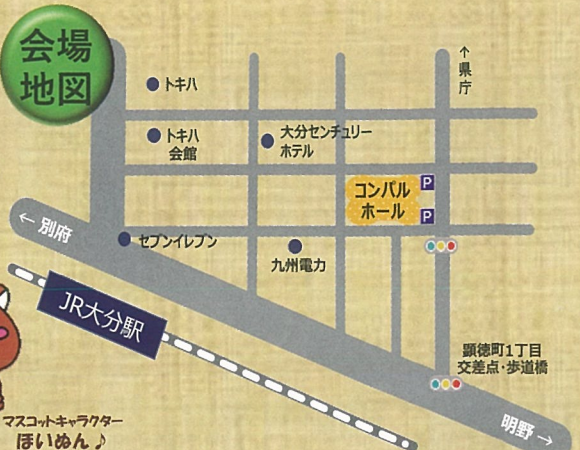 会場
地図
トキハ
↑県庁
トキハ
会館
大分センチュリー
ホテル
コンパル
ホール
P
P
← 別府
セブンイレブン
九州電力
JR大分駅
顕徳町1丁目
交差点・歩道橋
マスコットキャラクター
ほいぬん♪
明野 →